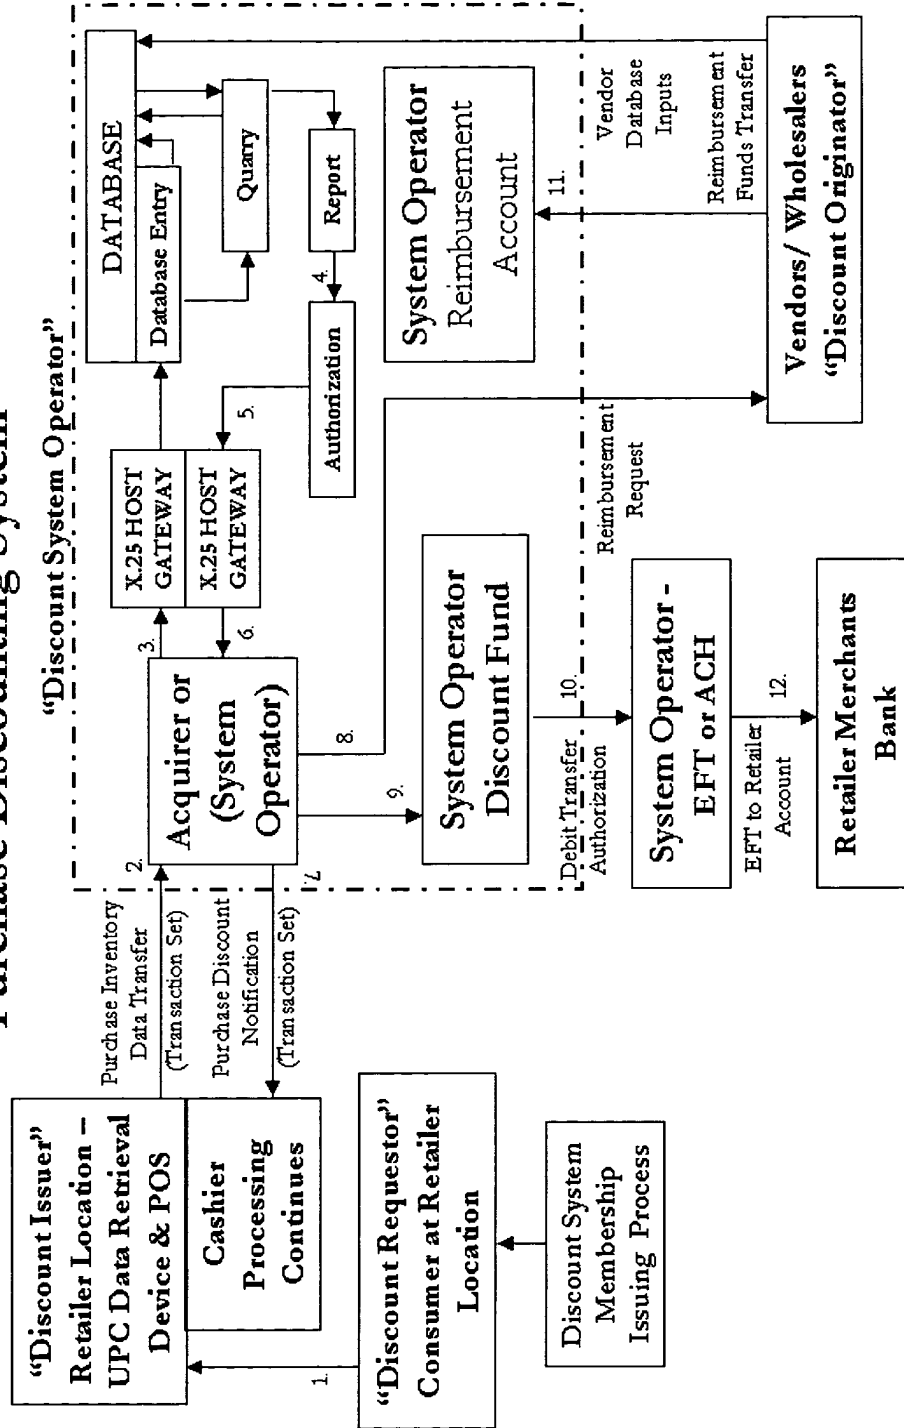 Purchase Discounting System
"Discount System Operator"
"Discount Issuer"
Retailer Location –
UPC Data Retrieval
Device & POS
Cashier
Processing
Continues
1.
"Discount Requestor"
Consumer at Retailer
Location
Discount System
Membership
Issuing Process
Purchase Inventory
Data Transfer
(Transaction Set)
2.
Purchase Discount
Notification
(Transaction Set)
7.
Acquirer or
(System
Operator)
3.
6.
X.25 HOST
GATEWAY
X.25 HOST
GATEWAY
5.
DATABASE
Database Entry
Quarry
Report
4.
Authorization
8.
9.
System Operator
Discount Fund
System Operator
Reimbursement
Account
11.
Vendor
Database
Inputs
Reimbursement
Funds Transfer
Reimbursement
Request
Debit Transfer
Authorization
10.
System Operator -
EFT or ACH
EFT to Retailer
Account
12.
Retailer Merchants
Bank
Vendors/ Wholesalers
"Discount Originator"